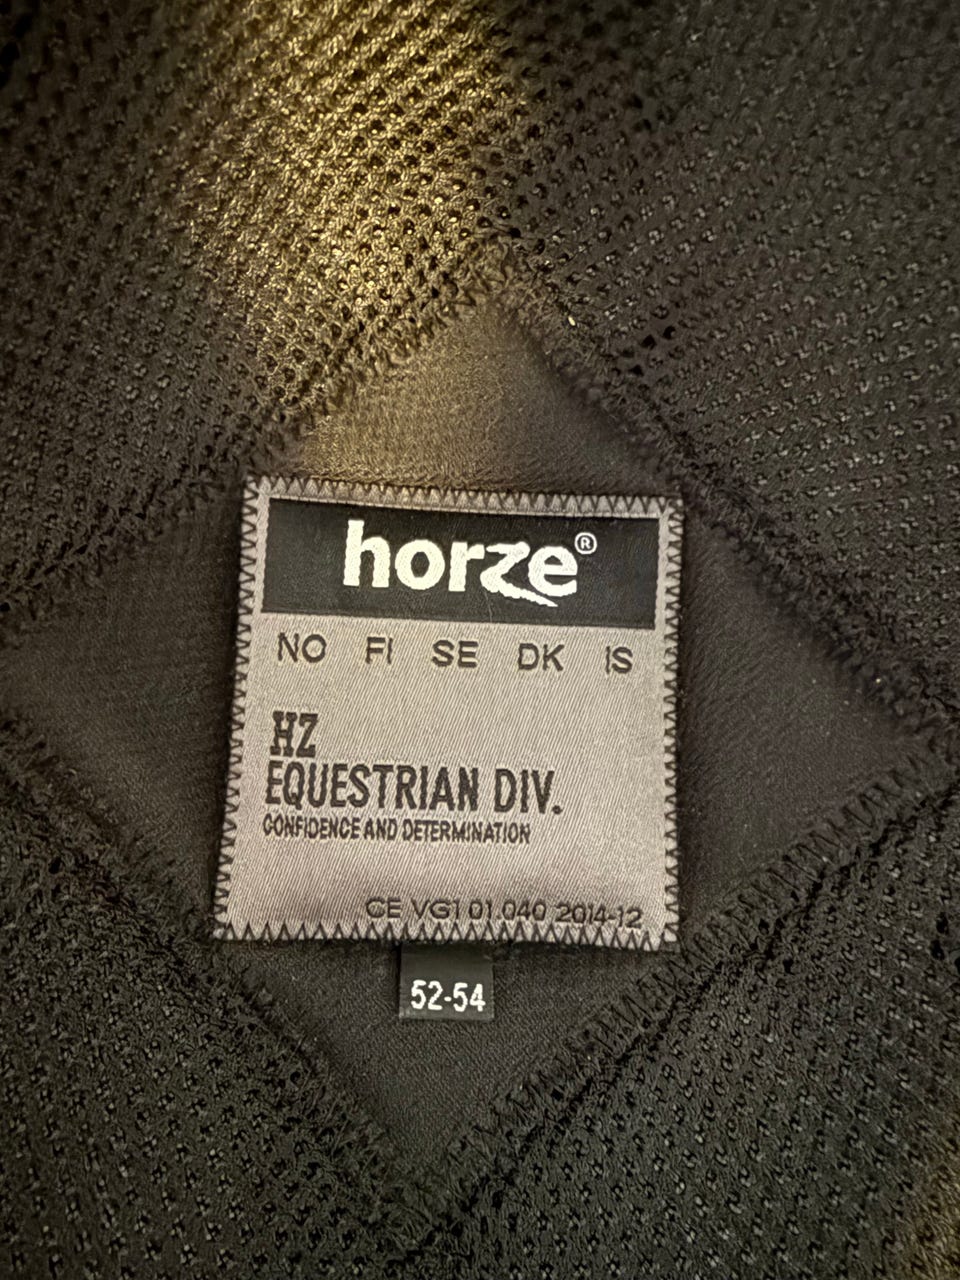 horze®
NO FI SE DK IS
HZ
EQUESTRIAN DIV.
CONFIDENCE AND DETERMINATION
CE VG1 01.040 2014-12
52-54